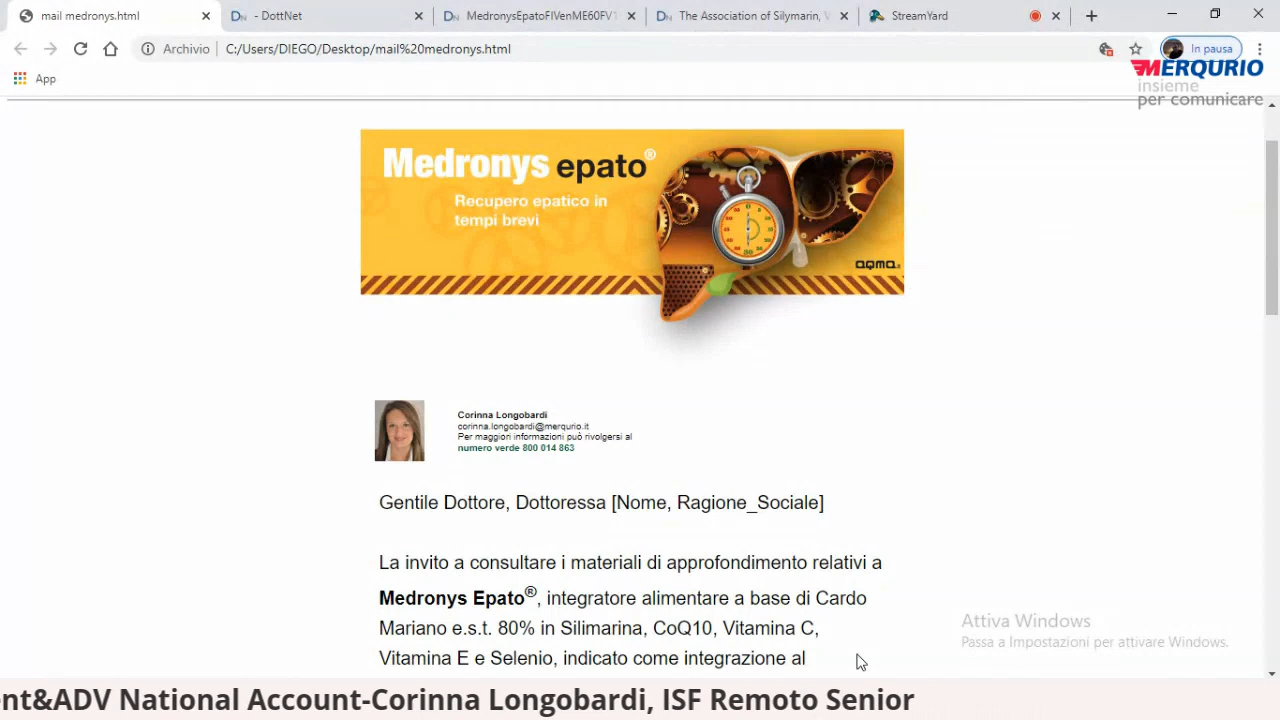 mail medronys.html
- DottNet
MedronysEpatoFIVenME60FV1
The Association of Silymarin, V
StreamYard
Archivio
C:/Users/DIEGO/Desktop/mail%20medronys.html
In pausa
App
MERQURIO
insieme
per comunicare
Medronys epato®
Recupero epatico in
tempi brevi
AQMA
Corinna Longobardi
corinna.longobardi@merqurio.it
Per maggiori informazioni può rivolgersi al
numero verde 800 014 863
Gentile Dottore, Dottoressa [Nome, Ragione_Sociale]
La invito a consultare i materiali di approfondimento relativi a
Medronys Epato®, integratore alimentare a base di Cardo
Mariano e.s.t. 80% in Silimarina, CoQ10, Vitamina C,
Vitamina E e Selenio, indicato come integrazione al
Attiva Windows
Passa a Impostazioni per attivare Windows.
nt&ADV National Account-Corinna Longobardi, ISF Remoto Senior